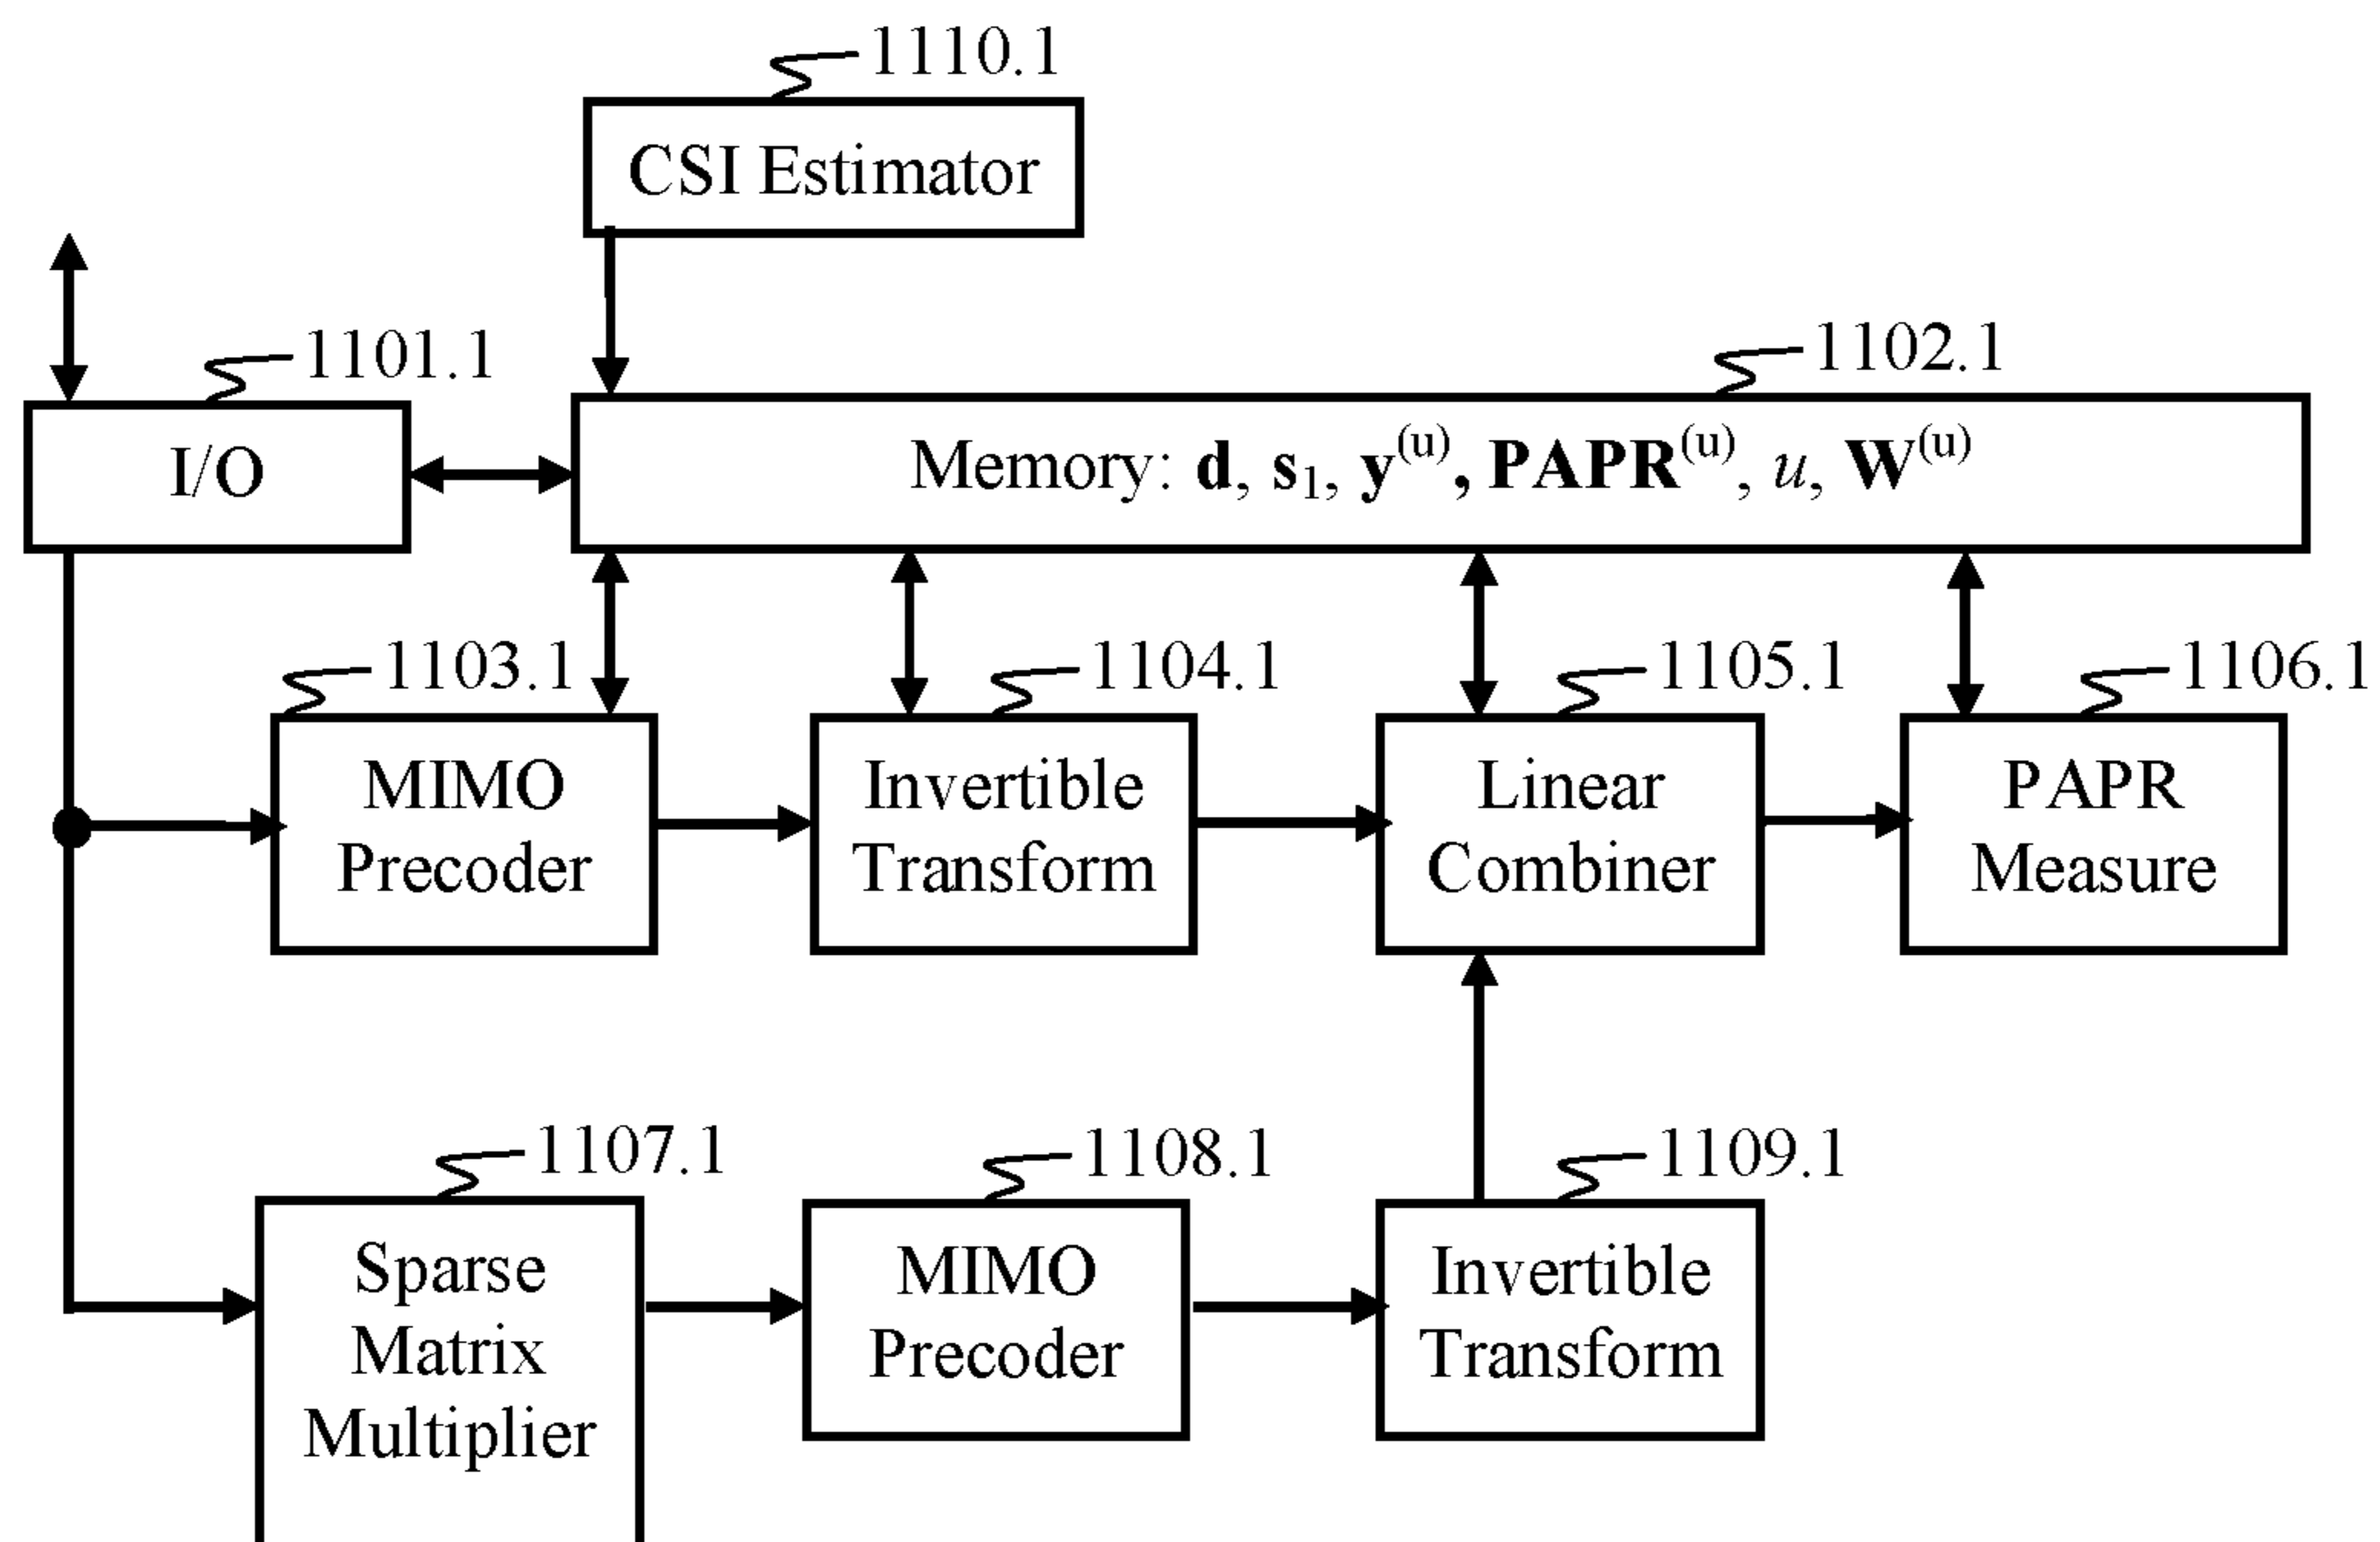 1110.1
CSI Estimator
1101.1
1102.1
I/O
Memory: d, s₁, y⁽ᵘ⁾, PAPR⁽ᵘ⁾, u, W⁽ᵘ⁾
1103.1
1104.1
1105.1
1106.1
MIMO
Precoder
Invertible
Transform
Linear
Combiner
PAPR
Measure
1107.1
1108.1
1109.1
Sparse
Matrix
Multiplier
MIMO
Precoder
Invertible
Transform